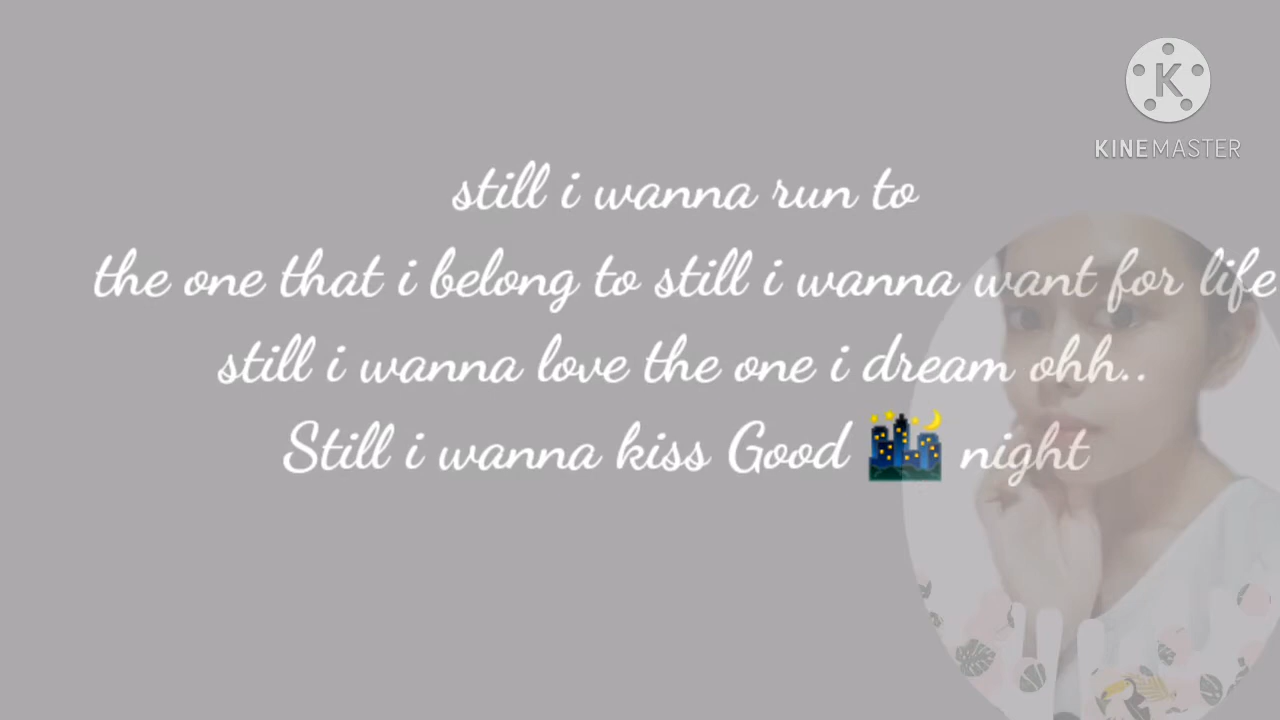 K
KINEMASTER
still i wanna run to
the one that i belong to still i wanna want for life
still i wanna love the one i dream ohh..
Still i wanna kiss Good 🌃 night